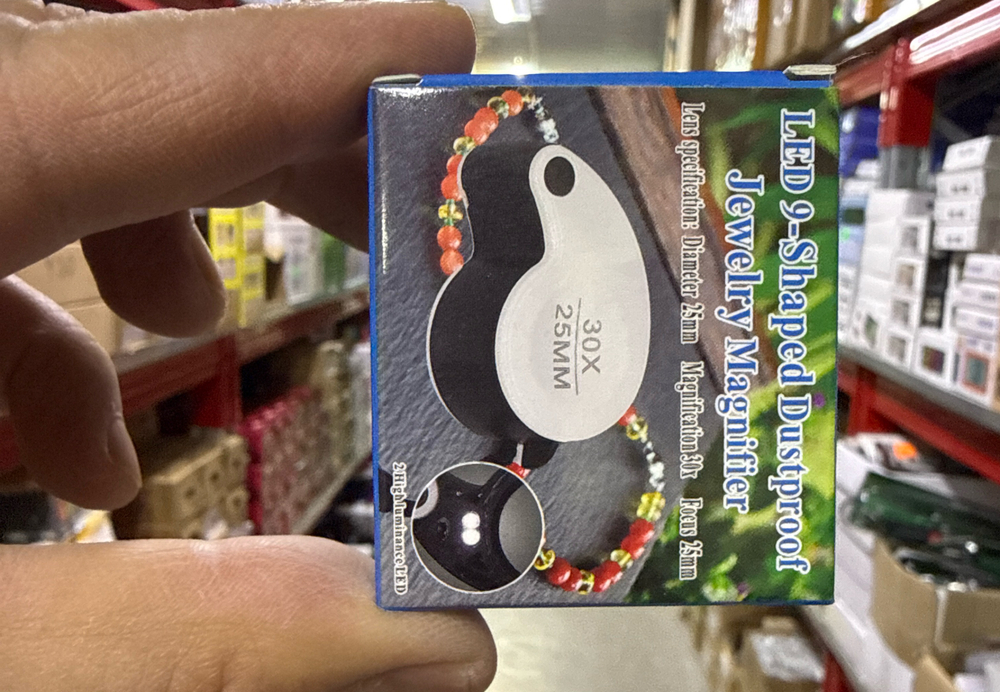 LED 9-Shaped Dustproof
Jewelry Magnifier
Lens specification: Diameter 25mm Magnification 30x Focus 25mm
30X
25MM
2 High luminance LED